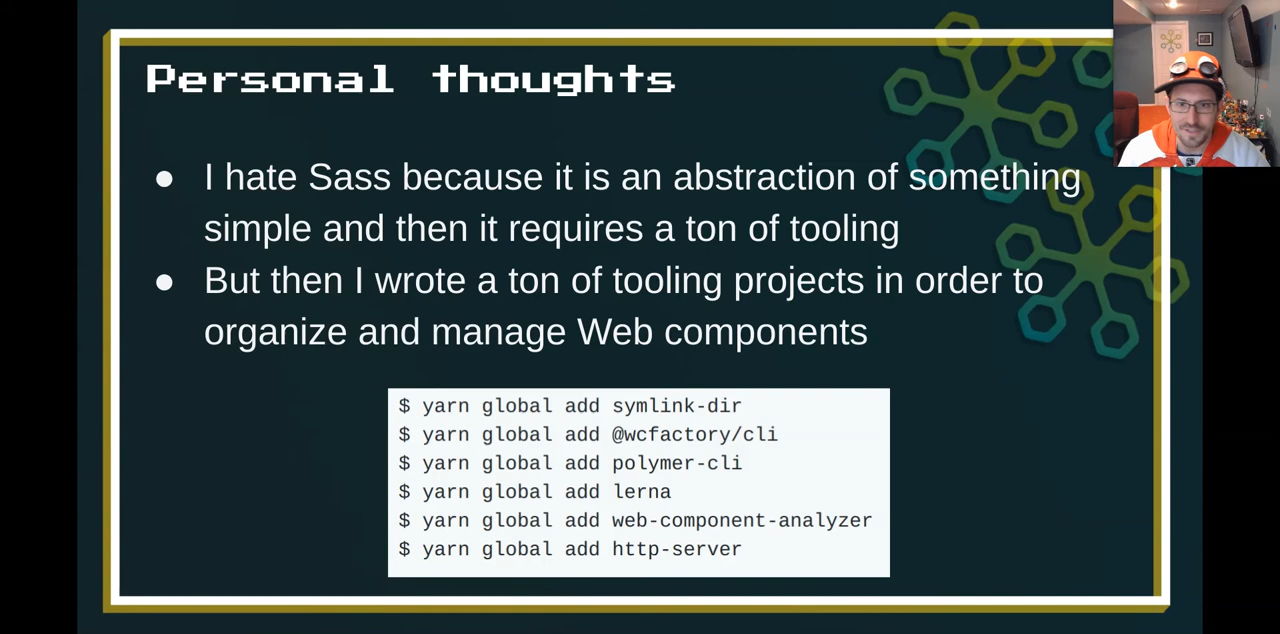 Personal thoughts
● I hate Sass because it is an abstraction of something
simple and then it requires a ton of tooling
● But then I wrote a ton of tooling projects in order to
organize and manage Web components
$ yarn global add symlink-dir
$ yarn global add @wcfactory/cli
$ yarn global add polymer-cli
$ yarn global add lerna
$ yarn global add web-component-analyzer
$ yarn global add http-server